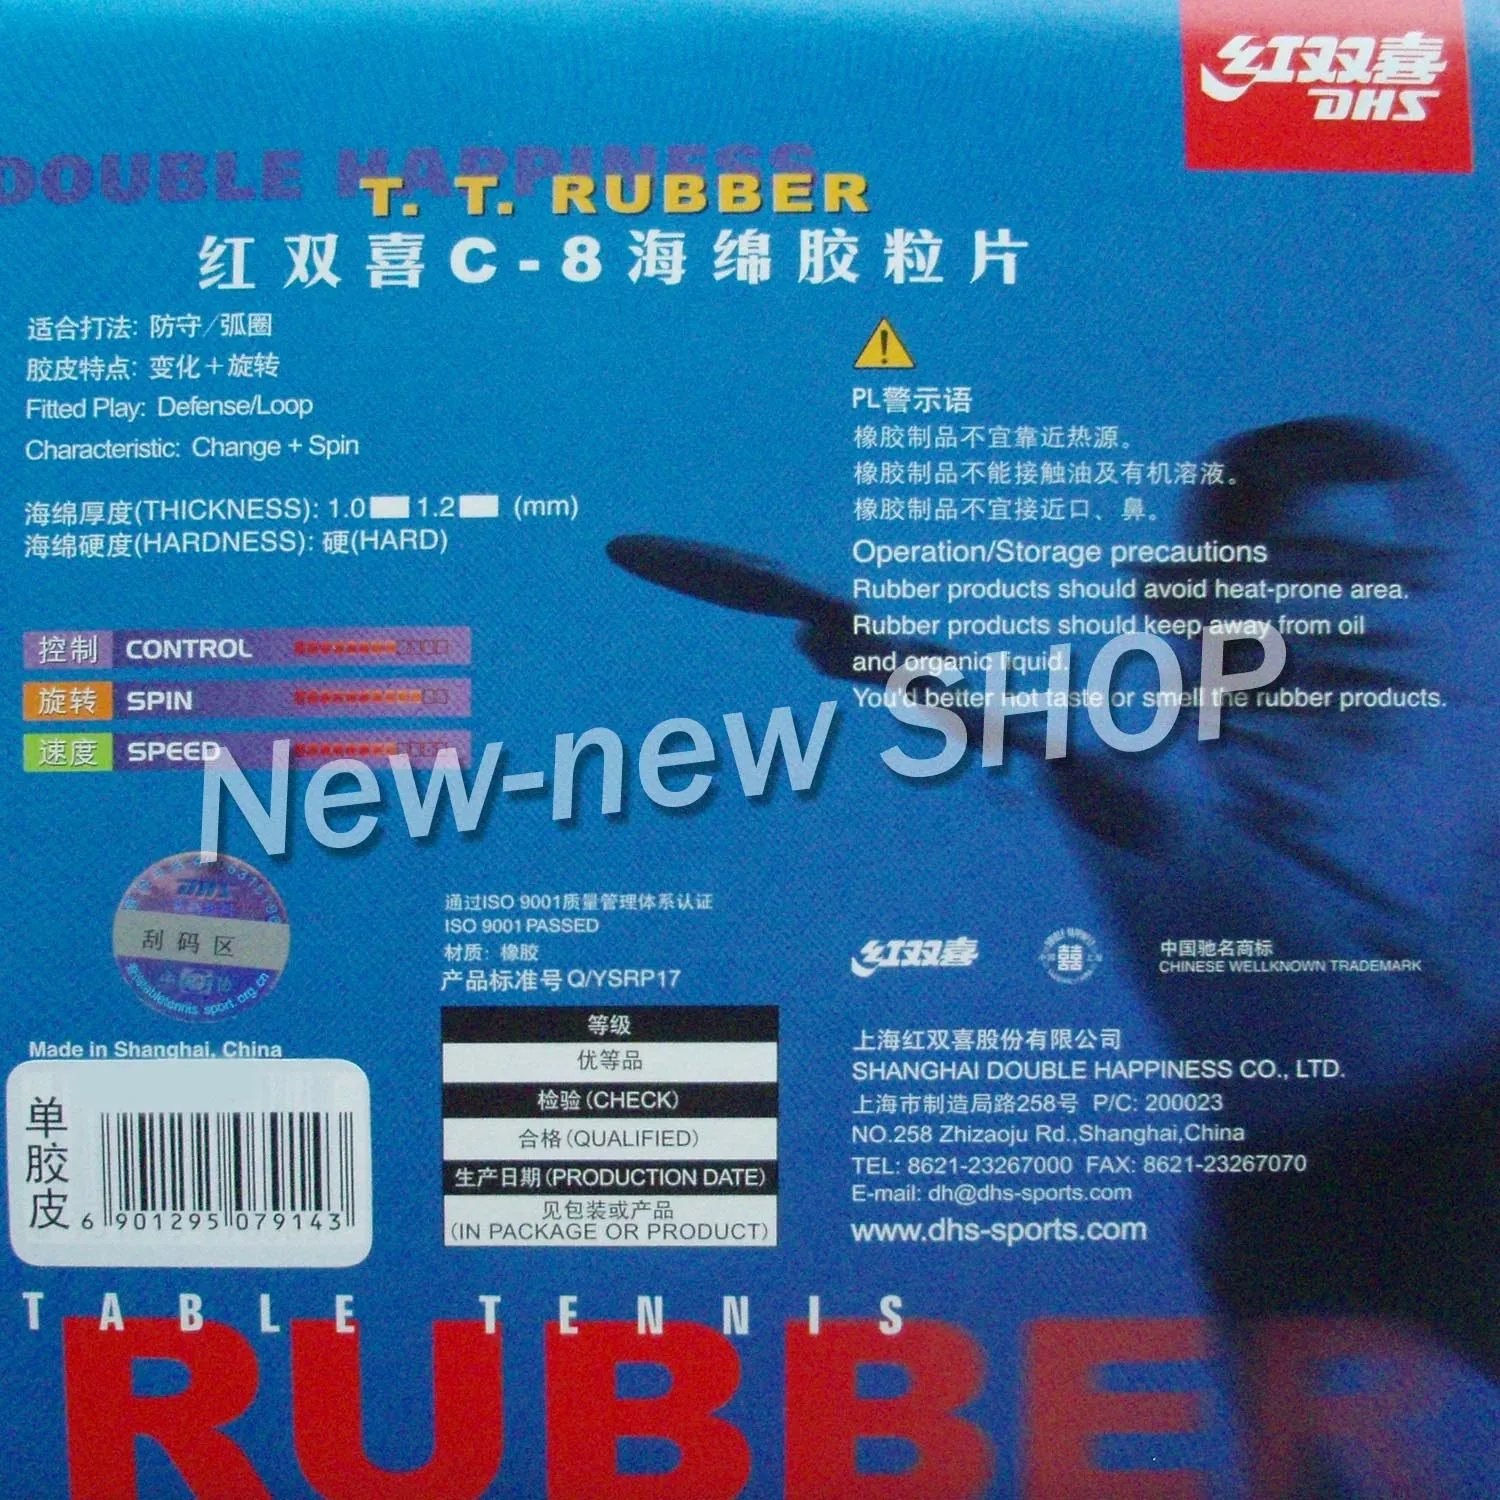 红双喜
DHS
DOUBLE HAPPINESS
T. T. RUBBER
红双喜C-8海绵胶粒片
适合打法: 防守/弧圈
胶皮特点: 变化+旋转
Fitted Play: Defense/Loop
Characteristic: Change + Spin
海绵厚度(THICKNESS): 1.0 1.2 (mm)
海绵硬度(HARDNESS): 硬(HARD)
PL警示语
橡胶制品不宜靠近热源。
橡胶制品不能接触油及有机溶液。
橡胶制品不宜接近口、鼻。
Operation/Storage precautions
Rubber products should avoid heat-prone area.
Rubber products should keep away from oil
and organic liquid.
You'd better not taste or smell the rubber products.
控制 CONTROL
旋转 SPIN
速度 SPEED
New-new SHOP
DHS
刮码区
通过ISO 9001质量管理体系认证
ISO 9001 PASSED
材质: 橡胶
产品标准号 Q/YSRP17
等级
优等品
检验(CHECK)
合格(QUALIFIED)
生产日期(PRODUCTION DATE)
见包装或产品
(IN PACKAGE OR PRODUCT)
红双喜
中国驰名商标
CHINESE WELLKNOWN TRADEMARK
上海红双喜股份有限公司
SHANGHAI DOUBLE HAPPINESS CO., LTD.
上海市制造局路258号 P/C: 200023
NO.258 Zhizaoju Rd.,Shanghai,China
TEL: 8621-23267000 FAX: 8621-23267070
E-mail: dh@dhs-sports.com
www.dhs-sports.com
Made in Shanghai, China
单胶皮
6 901295 079143
TABLE TENNIS
RUBBER